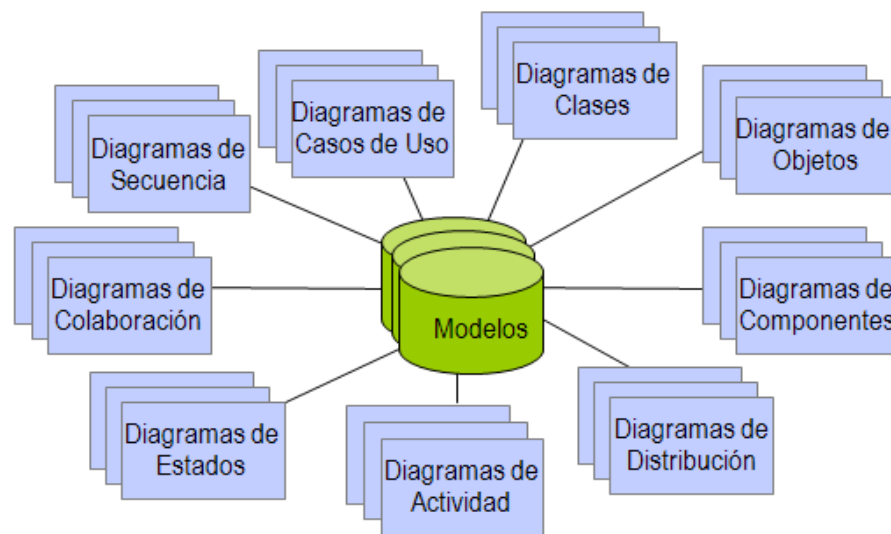 Diagramas de
Clases
Diagramas de
Casos de Uso
Diagramas de
Objetos
Diagramas de
Secuencia
Diagramas de
Colaboración
Modelos
Diagramas de
Componentes
Diagramas de
Estados
Diagramas de
Actividad
Diagramas de
Distribución